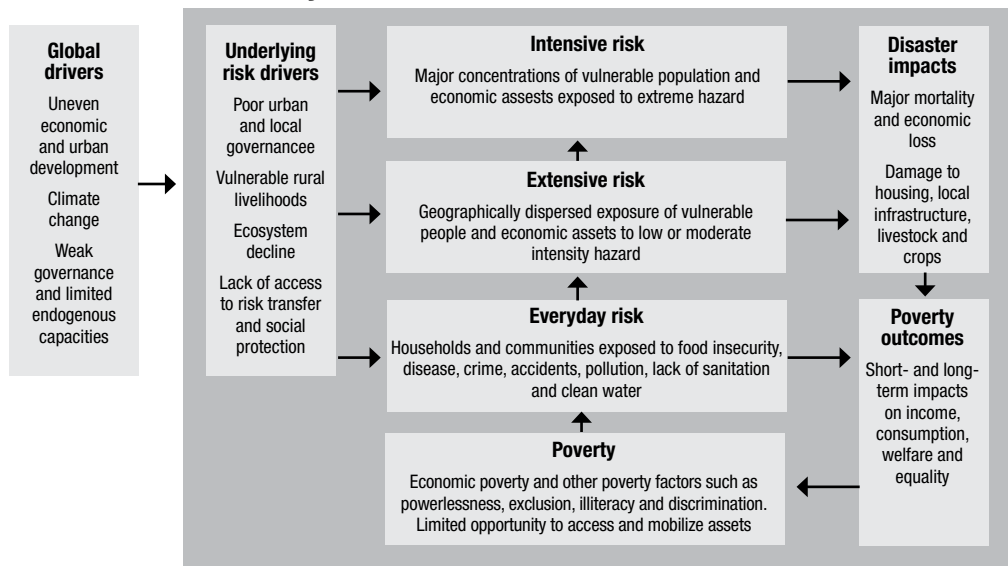 Global
drivers
Uneven
economic
and urban
development
Climate
change
Weak
governance
and limited
endogenous
capacities
Underlying
risk drivers
Poor urban
and local
governancee
Vulnerable rural
livelihoods
Ecosystem
decline
Lack of access
to risk transfer
and social
protection
Intensive risk
Major concentrations of vulnerable population and
economic assests exposed to extreme hazard
Extensive risk
Geographically dispersed exposure of vulnerable
people and economic assets to low or moderate
intensity hazard
Everyday risk
Households and communities exposed to food insecurity,
disease, crime, accidents, pollution, lack of sanitation
and clean water
Poverty
Economic poverty and other poverty factors such as
powerlessness, exclusion, illiteracy and discrimination.
Limited opportunity to access and mobilize assets
Disaster
impacts
Major mortality
and economic
loss
Damage to
housing, local
infrastructure,
livestock and
crops
Poverty
outcomes
Short- and long-
term impacts
on income,
consumption,
welfare and
equality